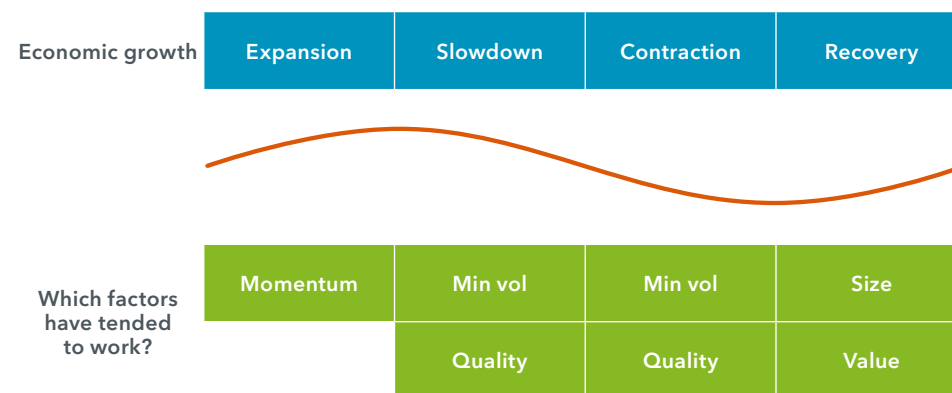 Economic growth
Expansion
Slowdown
Contraction
Recovery
Which factors
have tended
to work?
Momentum
Min vol
Min vol
Size
Quality
Quality
Value